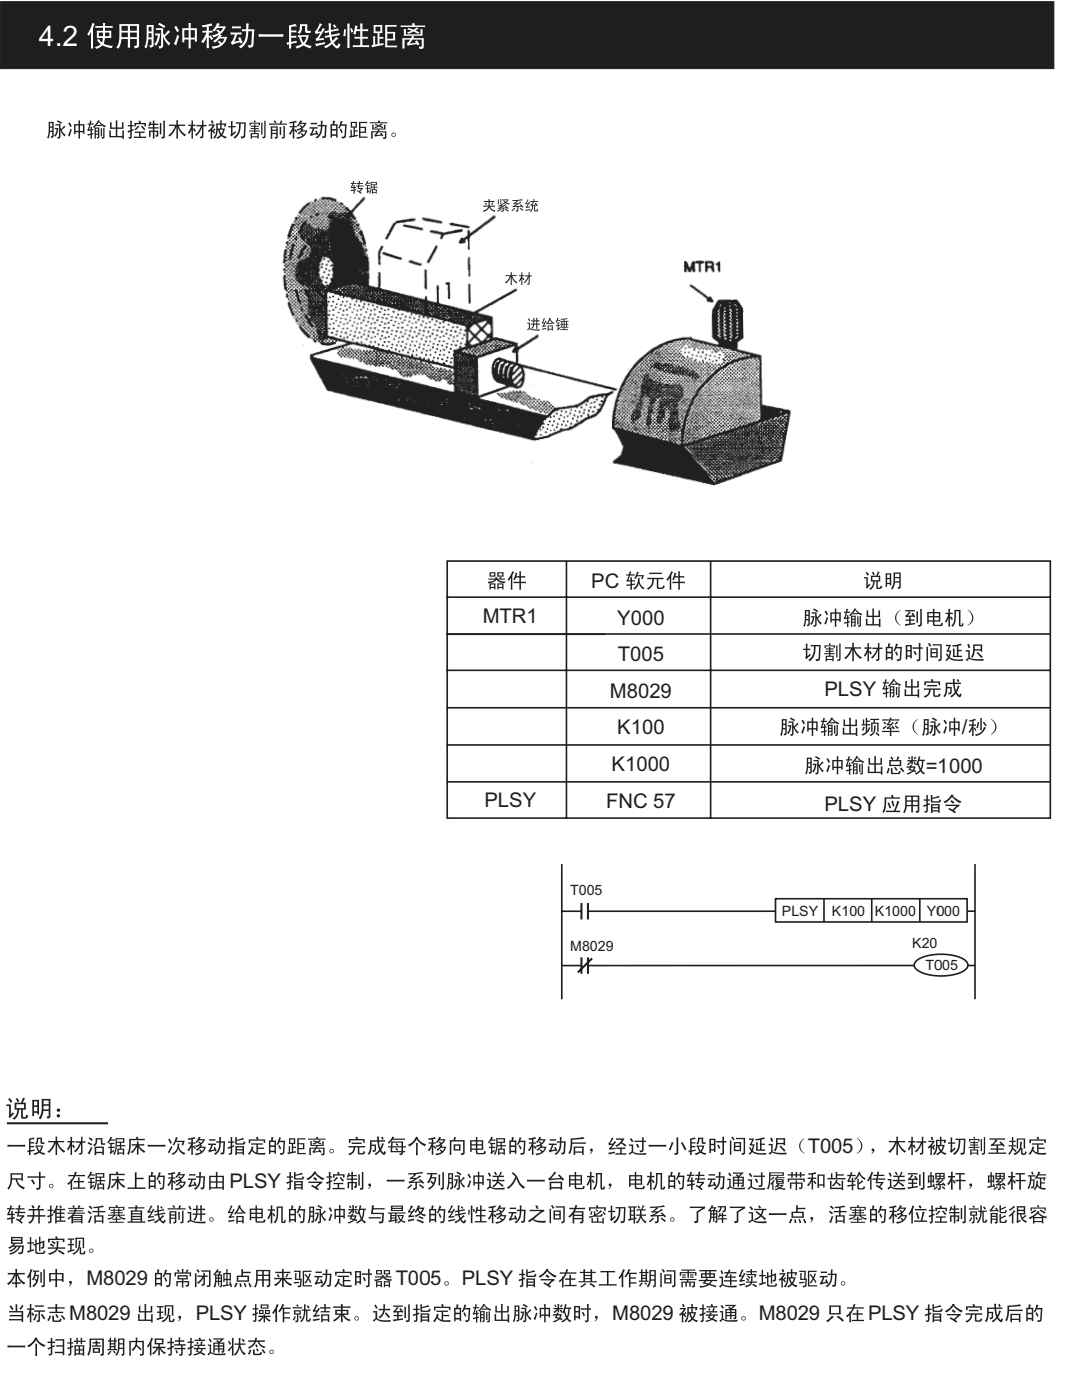 4.2 使用脉冲移动一段线性距离
脉冲输出控制木材被切割前移动的距离。
转锯
夹紧系统
木材
进给锤
MTR1
器件 PC 软元件 说明
MTR1 Y000 脉冲输出（到电机）
T005 切割木材的时间延迟
M8029 PLSY 输出完成
K100 脉冲输出频率（脉冲/秒）
K1000 脉冲输出总数=1000
PLSY FNC 57 PLSY 应用指令
T005
PLSY K100 K1000 Y000
M8029
K20
T005
说明：
一段木材沿锯床一次移动指定的距离。完成每个移向电锯的移动后，经过一小段时间延迟（T005），木材被切割至规定
尺寸。在锯床上的移动由PLSY 指令控制，一系列脉冲送入一台电机，电机的转动通过履带和齿轮传送到螺杆，螺杆旋
转并推着活塞直线前进。给电机的脉冲数与最终的线性移动之间有密切联系。了解了这一点，活塞的移位控制就能很容
易地实现。
本例中，M8029 的常闭触点用来驱动定时器T005。PLSY 指令在其工作期间需要连续地被驱动。
当标志M8029 出现，PLSY 操作就结束。达到指定的输出脉冲数时，M8029 被接通。M8029 只在PLSY 指令完成后的
一个扫描周期内保持接通状态。